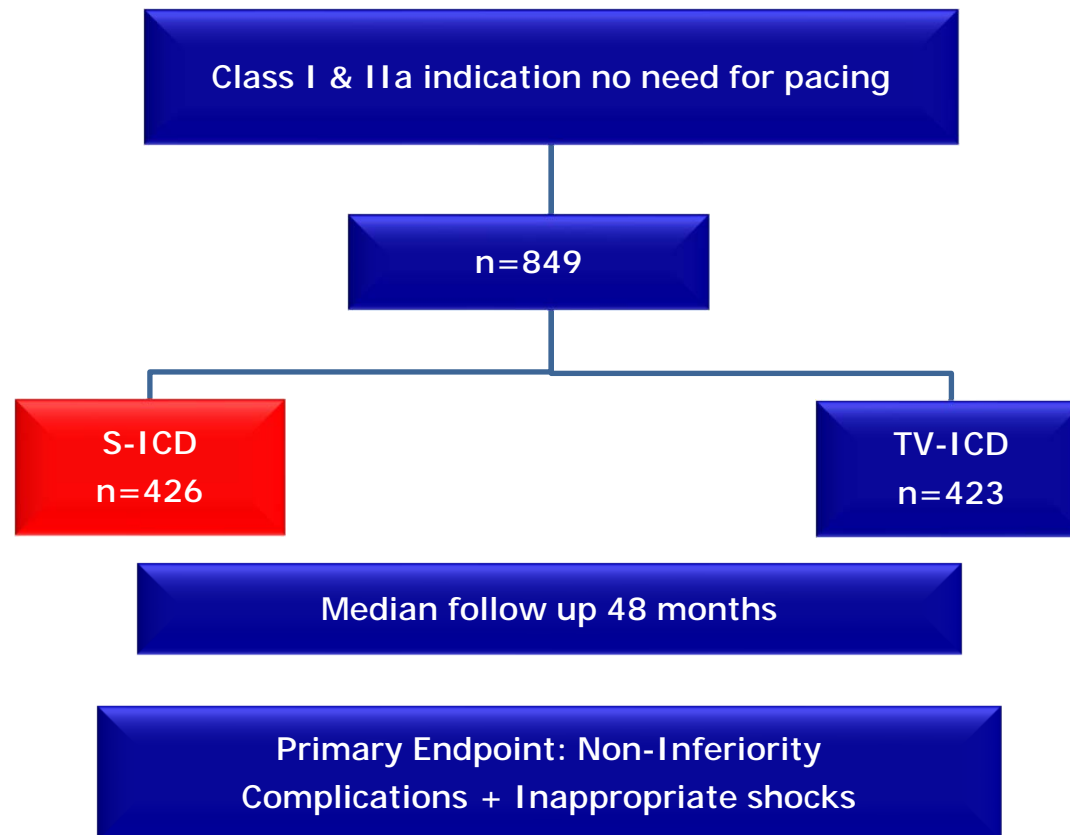 Class I & IIa indication no need for pacing
n=849
S-ICD
n=426
TV-ICD
n=423
Median follow up 48 months
Primary Endpoint: Non-Inferiority
Complications + Inappropriate shocks